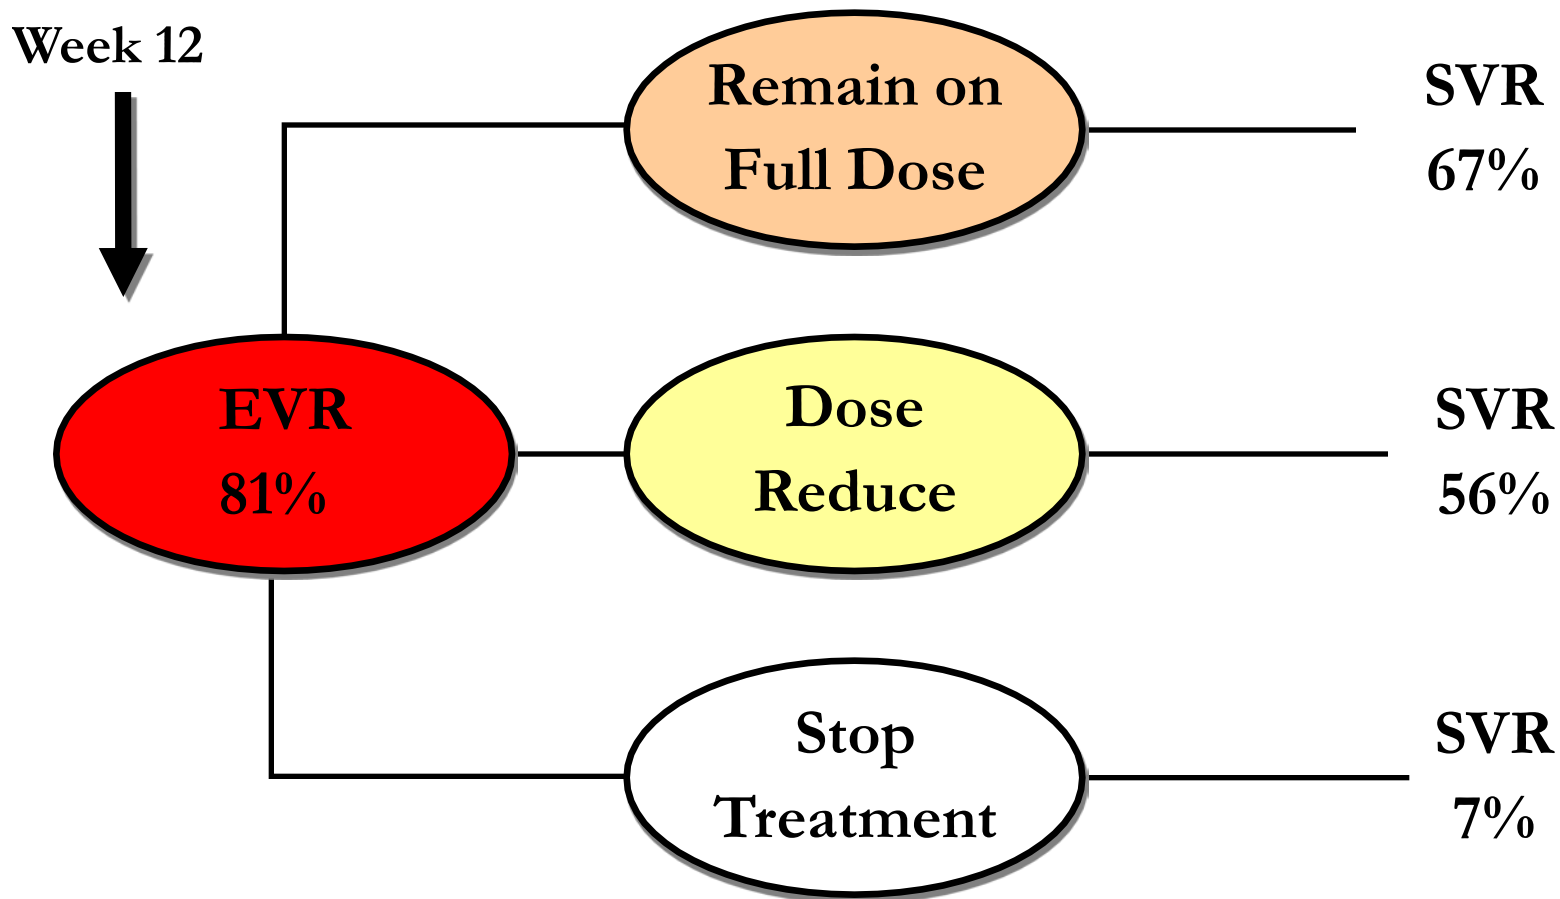 Week 12
Remain on
Full Dose
SVR
67%
EVR
81%
Dose
Reduce
SVR
56%
Stop
Treatment
SVR
7%